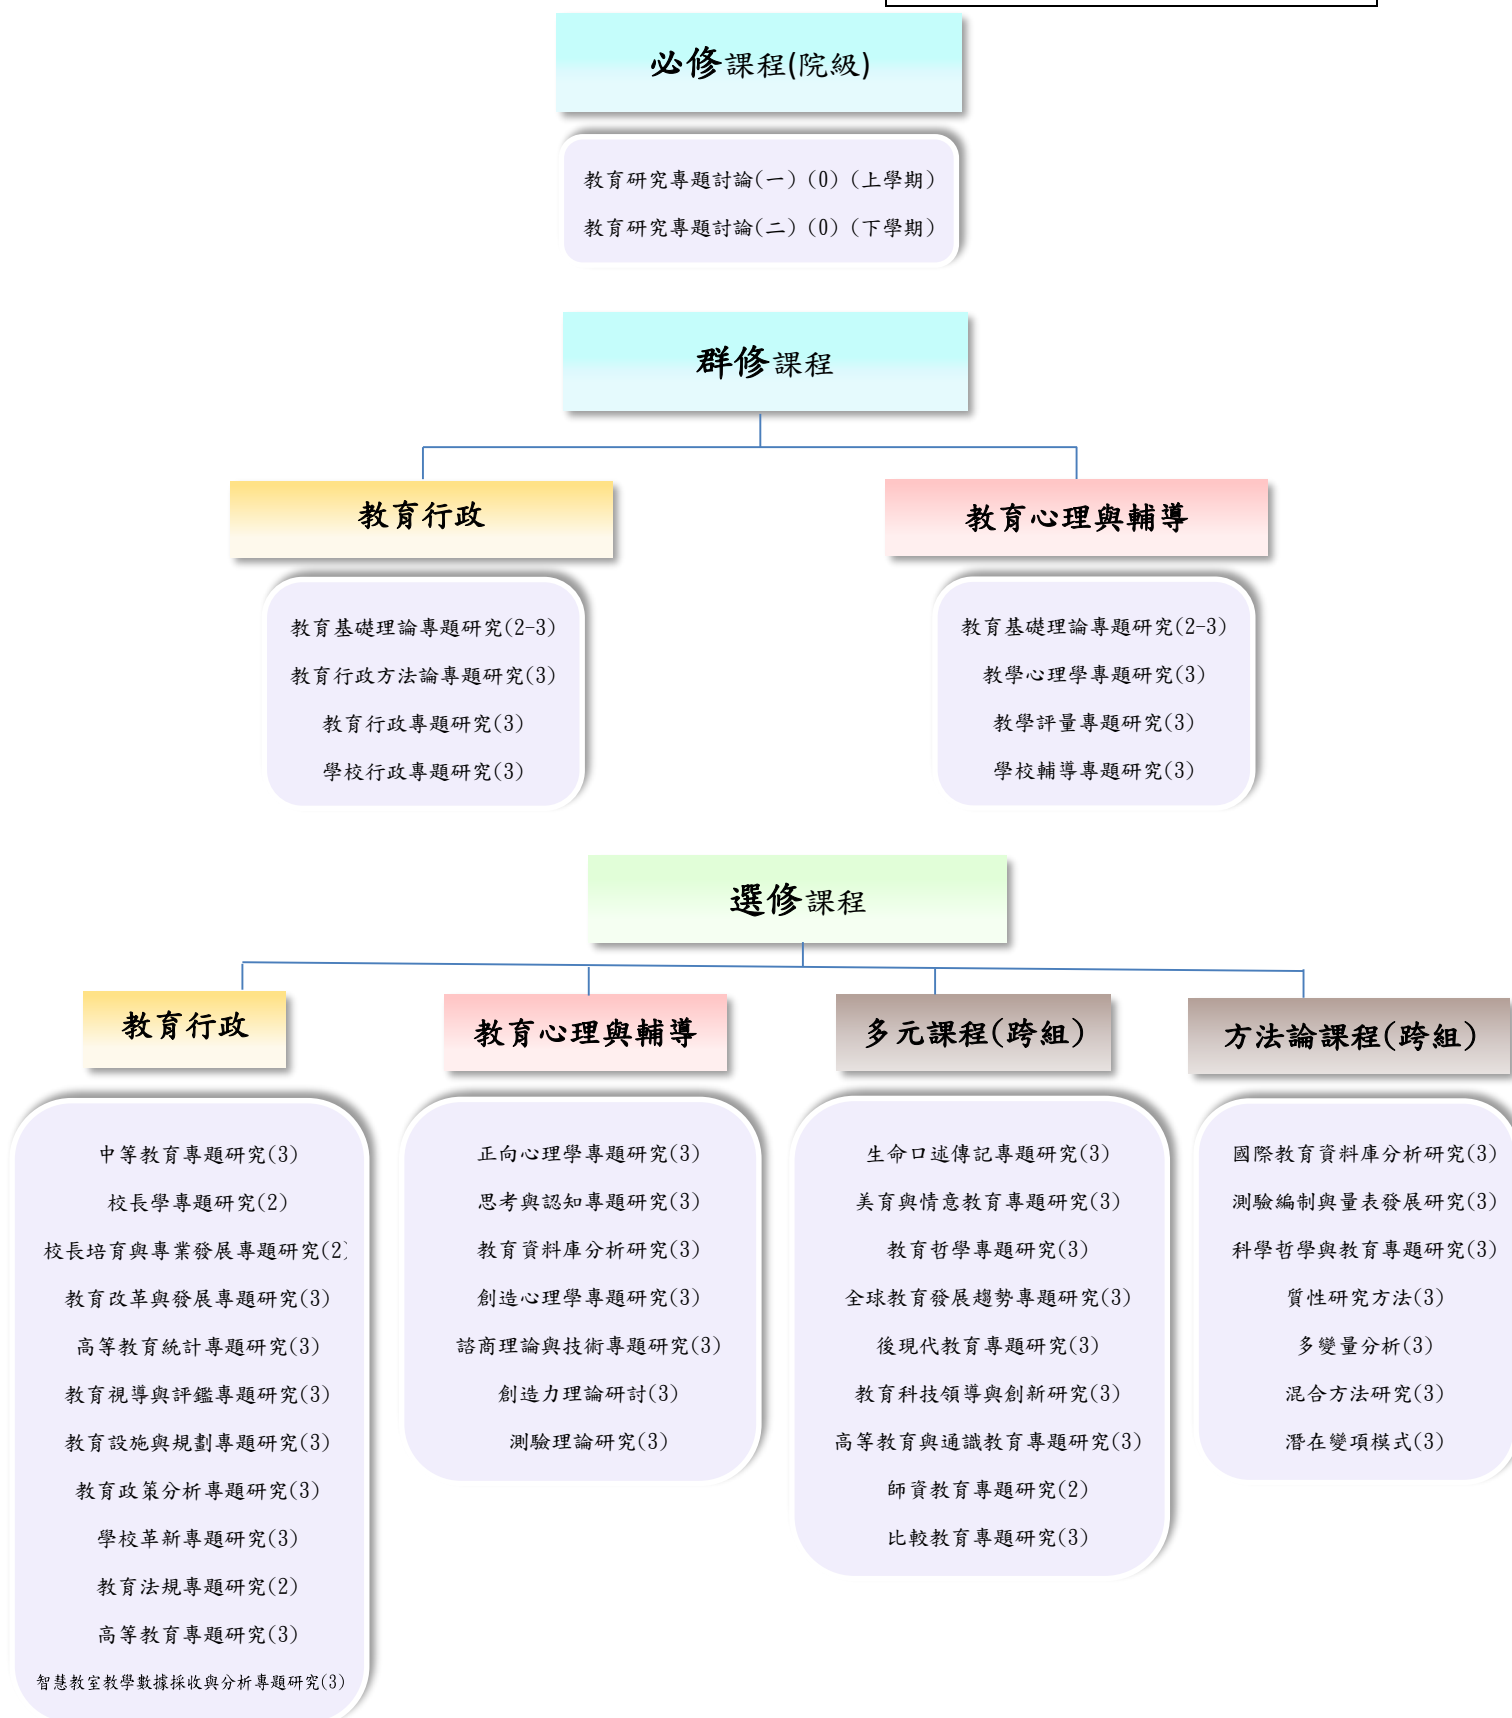 必修課程(院級)
教育研究專題討論(一)(0)(上學期)
教育研究專題討論(二)(0)(下學期)
群修課程
教育行政
教育基礎理論專題研究(2-3)
教育行政方法論專題研究(3)
教育行政專題研究(3)
學校行政專題研究(3)
教育心理與輔導
教育基礎理論專題研究(2-3)
教學心理學專題研究(3)
教學評量專題研究(3)
學校輔導專題研究(3)
選修課程
教育行政
中等教育專題研究(3)
校長學專題研究(2)
校長培育與專業發展專題研究(2)
教育改革與發展專題研究(3)
高等教育統計專題研究(3)
教育視導與評鑑專題研究(3)
教育設施與規劃專題研究(3)
教育政策分析專題研究(3)
學校革新專題研究(3)
教育法規專題研究(2)
高等教育專題研究(3)
智慧教室教學數據採收與分析專題研究(3)
教育心理與輔導
正向心理學專題研究(3)
思考與認知專題研究(3)
教育資料庫分析研究(3)
創造心理學專題研究(3)
諮商理論與技術專題研究(3)
創造力理論研討(3)
測驗理論研究(3)
多元課程(跨組)
生命口述傳記專題研究(3)
美育與情意教育專題研究(3)
教育哲學專題研究(3)
全球教育發展趨勢專題研究(3)
後現代教育專題研究(3)
教育科技領導與創新研究(3)
高等教育與通識教育專題研究(3)
師資教育專題研究(2)
比較教育專題研究(3)
方法論課程(跨組)
國際教育資料庫分析研究(3)
測驗編制與量表發展研究(3)
科學哲學與教育專題研究(3)
質性研究方法(3)
多變量分析(3)
混合方法研究(3)
潛在變項模式(3)